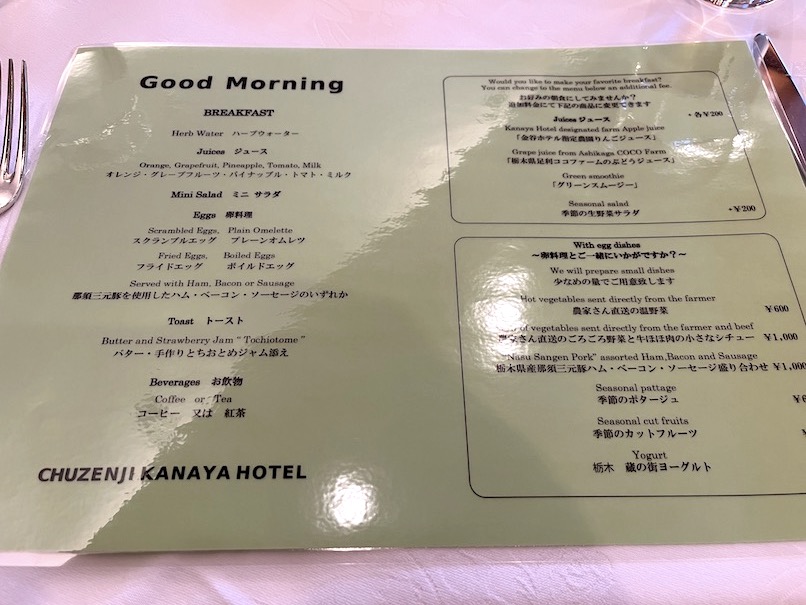 Good Morning
BREAKFAST
Herb Water ハーブウォーター
Juices ジュース
Orange, Grapefruit, Pineapple, Tomato, Milk
オレンジ・グレープフルーツ・パイナップル・トマト・ミルク
Mini Salad ミニ サラダ
Eggs 卵料理
Scrambled Eggs, Plain Omelette
スクランブルエッグ プレーンオムレツ
Fried Eggs, Boiled Eggs
フライドエッグ ボイルドエッグ
Served with Ham, Bacon or Sausage
那須三元豚を使用したハム・ベーコン・ソーセージのいずれか
Toast トースト
Butter and Strawberry Jam “ Tochiotome ”
バター・手作りとちおとめジャム添え
Beverages お飲物
Coffee or Tea
コーヒー 又は 紅茶
CHUZENJI KANAYA HOTEL
Would you like to make your favorite breakfast?
You can change to the menu below an additional fee.
お好みの朝食にしてみませんか？
追加料金にて下記の商品に変更できます
Juices ジュース +各¥200
Kanaya Hotel designated farm Apple juice
「金谷ホテル指定農園りんごジュース」
Grape juice from Ashikaga COCO Farm
「栃木県足利ココファームのぶどうジュース」
Green smoothie
「グリーンスムージー」
Seasonal salad
季節の生野菜サラダ +¥200
With egg dishes
～卵料理とご一緒にいかがですか？～
We will prepare small dishes
少なめの量でご用意致します
Hot vegetables sent directly from the farmer
農家さん直送の温野菜 ¥600
of vegetables sent directly from the farmer and beef
農家さん直送のごろごろ野菜と牛ほほ肉の小さなシチュー ¥1,000
“Nasu Sangen Pork” assorted Ham,Bacon and Sausage
栃木県産那須三元豚ハム・ベーコン・ソーセージ盛り合わせ ¥1,000
Seasonal pattage
季節のポタージュ
Seasonal cut fruits
季節のカットフルーツ
Yogurt
栃木 蔵の街ヨーグルト